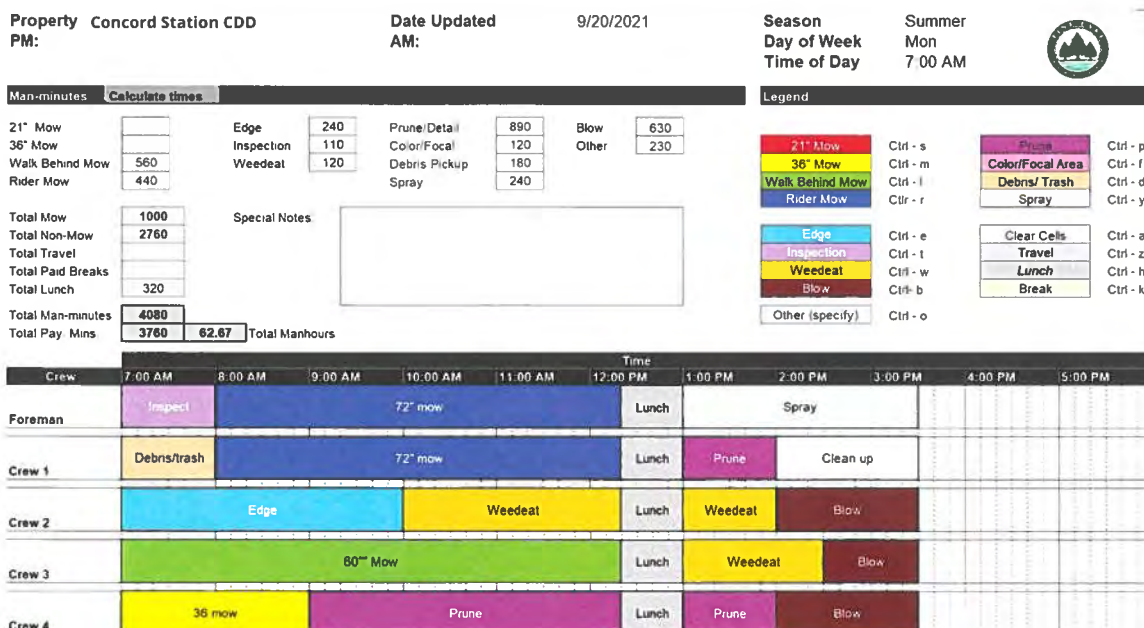 Property Concord Station CDD Date Updated 9/20/2021 Season Summer
PM: AM: Day of Week Mon
Time of Day 7:00 AM
Man-minutes Calculate times Legend
21" Mow Edge 240 Prune/Detail 890 Blow 630
36" Mow Inspection 110 Color/Focal 120 Other 230
Walk Behind Mow 560 Weedeat 120 Debris Pickup 180
Rider Mow 440 Spray 240
21" Mow Ctrl - s Prune Ctrl - p
36" Mow Ctrl - m Color/Focal Area Ctrl - f
Walk Behind Mow Ctrl - l Debris/ Trash Ctrl - d
Rider Mow Ctlr - r Spray Ctrl - y
Total Mow 1000 Special Notes
Total Non-Mow 2760
Total Travel
Total Paid Breaks
Total Lunch 320
Edge Ctrl - e Clear Cells Ctrl - a
Inspection Ctrl - t Travel Ctrl - z
Weedeat Ctrl - w Lunch Ctrl - h
Blow Ctrl- b Break Ctrl - k
Other (specify) Ctrl - o
Total Man-minutes 4080
Total Pay. Mins 3760 62.67 Total Manhours
Time
Crew 7:00 AM 8:00 AM 9:00 AM 10:00 AM 11:00 AM 12:00 PM 1:00 PM 2:00 PM 3:00 PM 4:00 PM 5:00 PM
Foreman Inspect 72" mow Lunch Spray
Crew 1 Debris/trash 72" mow Lunch Prune Clean up
Crew 2 Edge Weedeat Lunch Weedeat Blow
Crew 3 60"" Mow Lunch Weedeat Blow
Crew 4 36 mow Prune Lunch Prune Blow